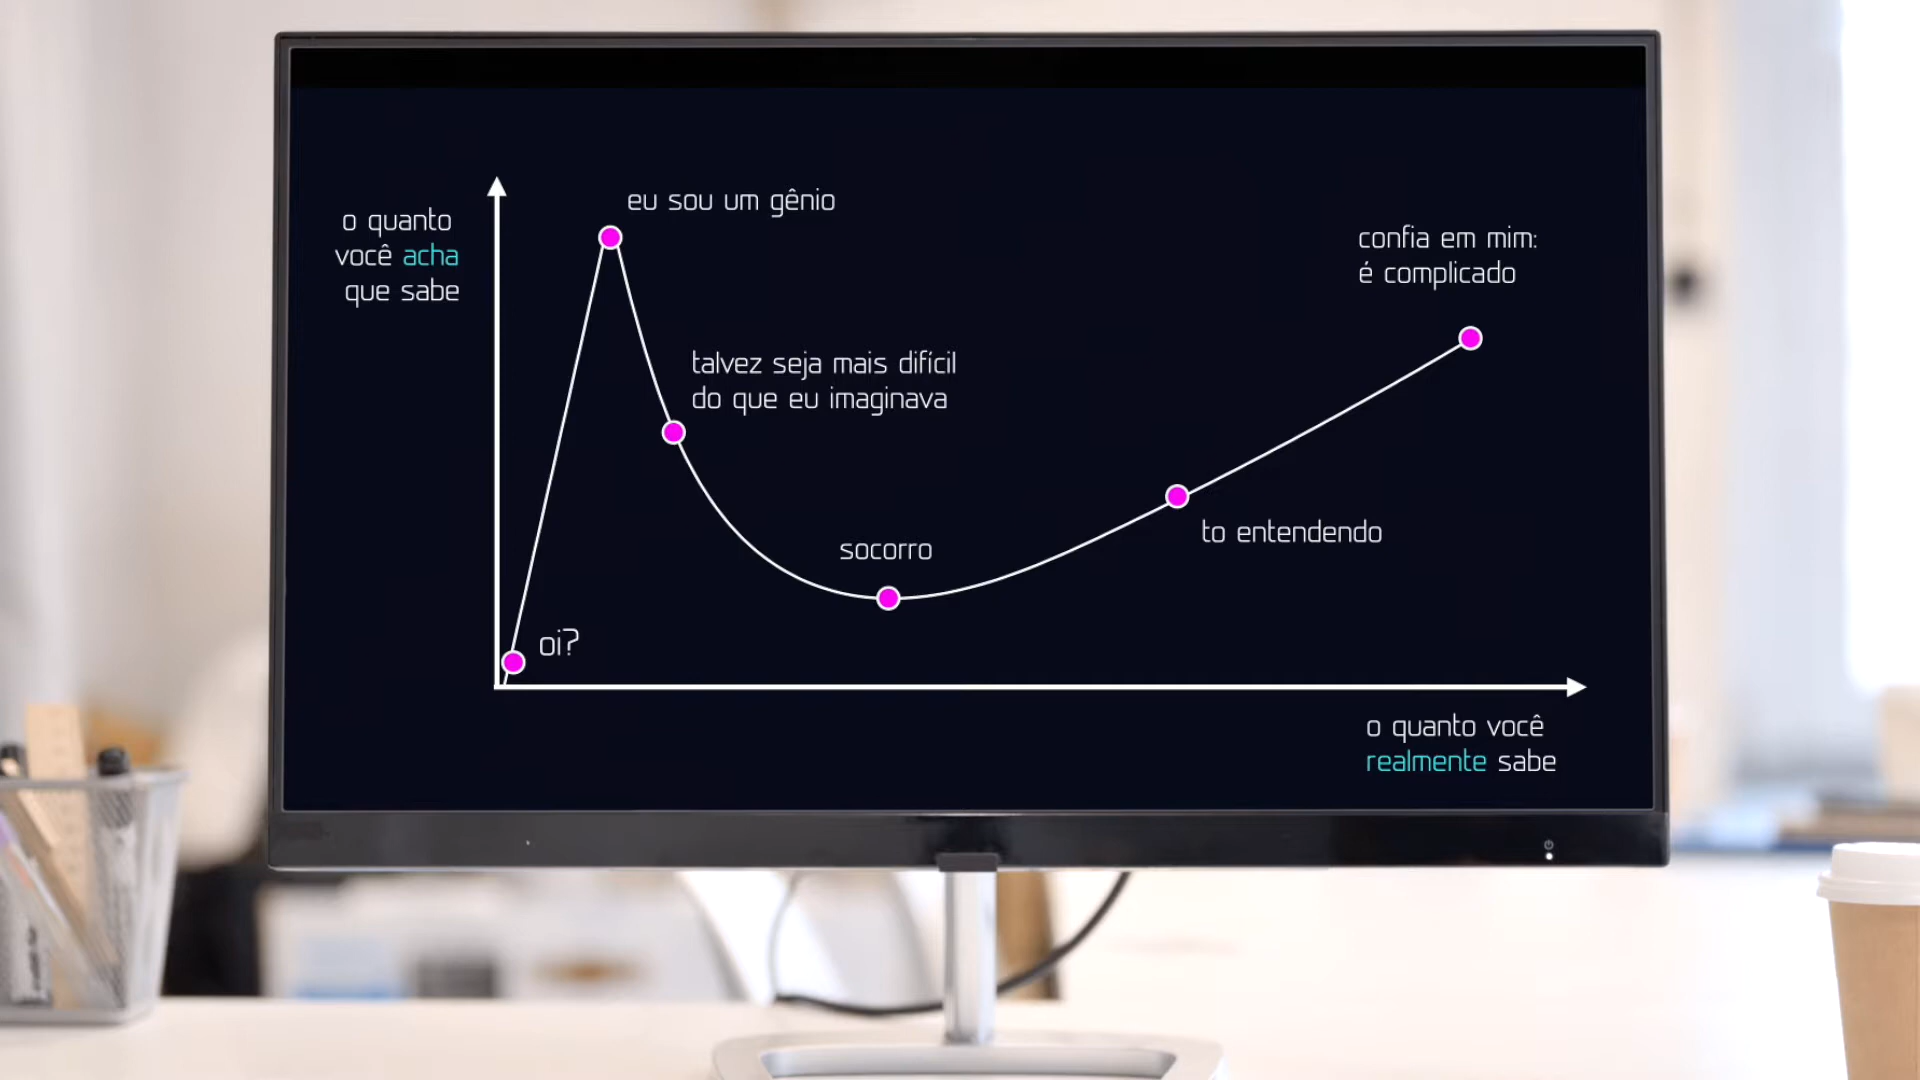 o quanto
você acha
que sabe
eu sou um gênio
confia em mim:
é complicado
talvez seja mais difícil
do que eu imaginava
socorro
to entendendo
oi?
o quanto você
realmente sabe